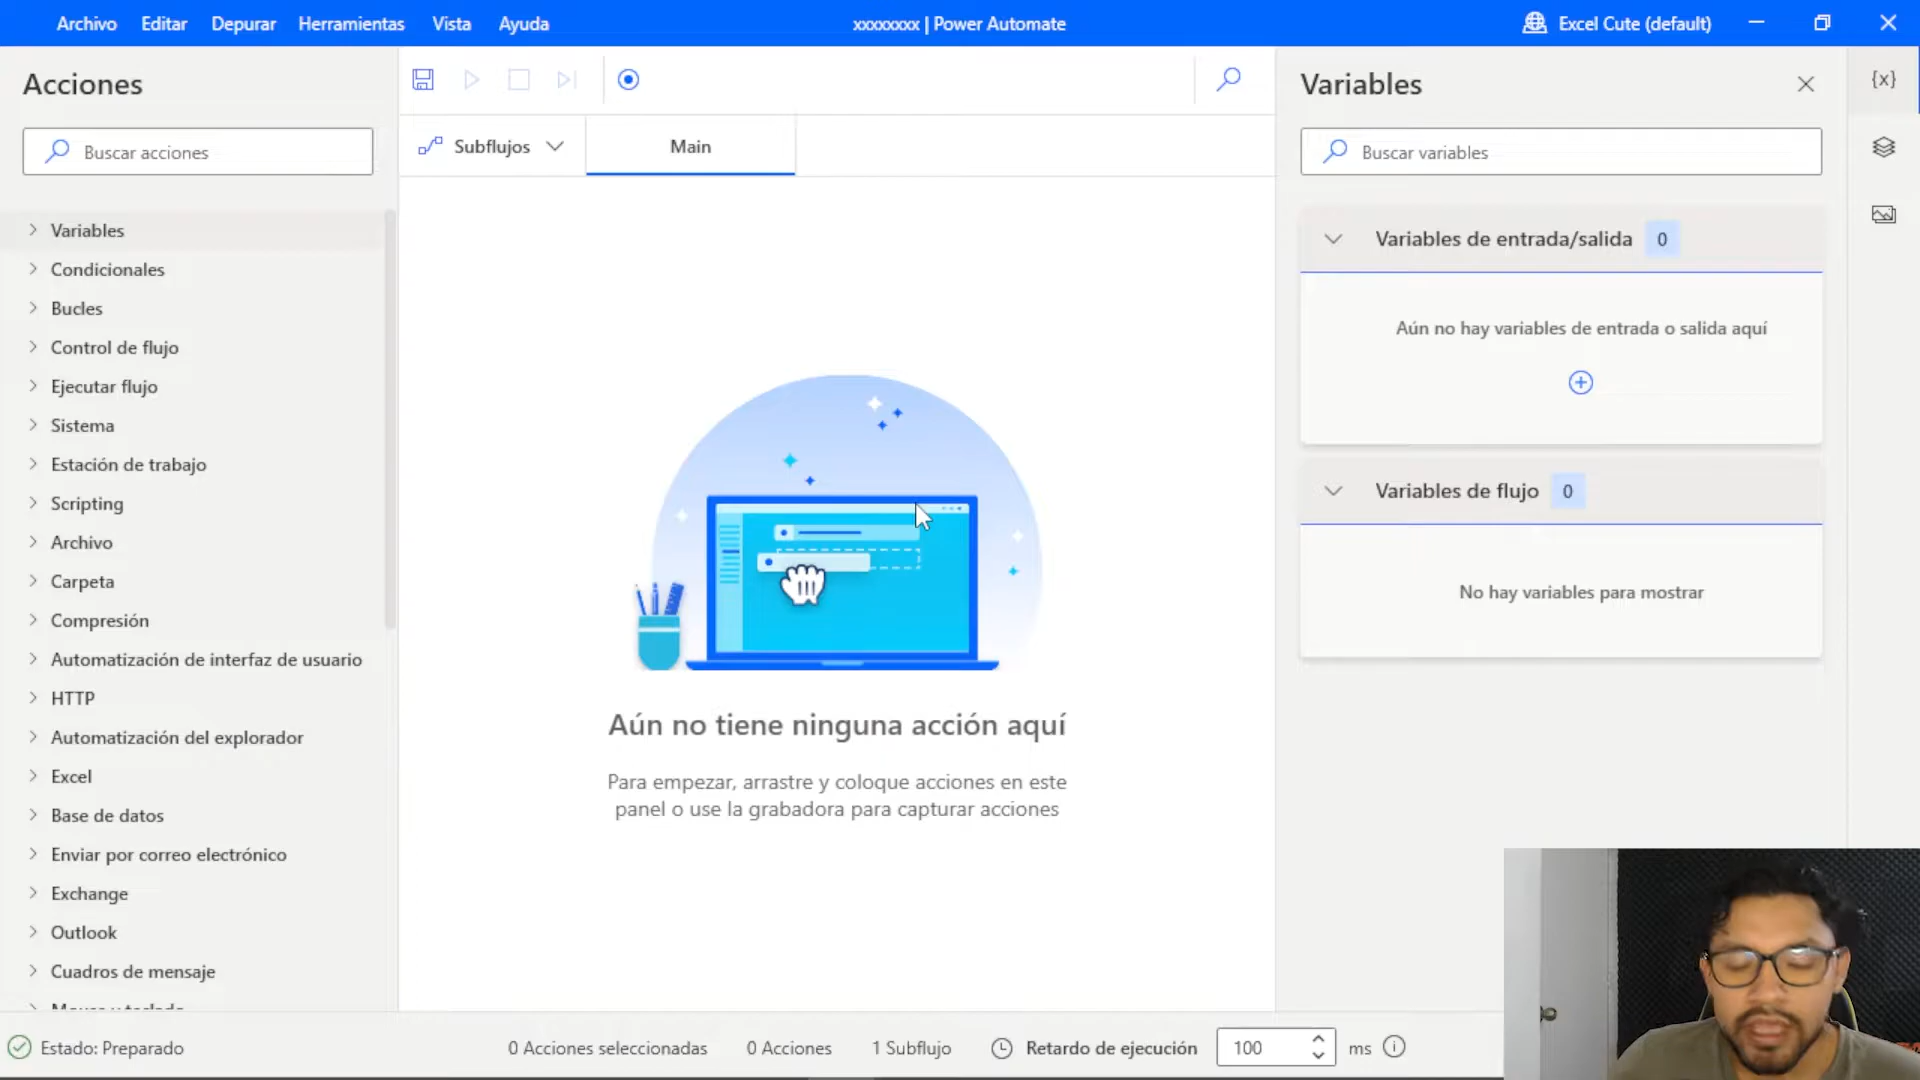 Archivo Editar Depurar Herramientas Vista Ayuda
xxxxxxxx | Power Automate
Excel Cute (default)
Acciones
Buscar acciones
Variables
Condicionales
Bucles
Control de flujo
Ejecutar flujo
Sistema
Estación de trabajo
Scripting
Archivo
Carpeta
Compresión
Automatización de interfaz de usuario
HTTP
Automatización del explorador
Excel
Base de datos
Enviar por correo electrónico
Exchange
Outlook
Cuadros de mensaje
Mouse y teclado
Subflujos
Main
Aún no tiene ninguna acción aquí
Para empezar, arrastre y coloque acciones en este
panel o use la grabadora para capturar acciones
Variables
{x}
Buscar variables
Variables de entrada/salida 0
Aún no hay variables de entrada o salida aquí
Variables de flujo 0
No hay variables para mostrar
Estado: Preparado
0 Acciones seleccionadas
0 Acciones
1 Subflujo
Retardo de ejecución
100
ms